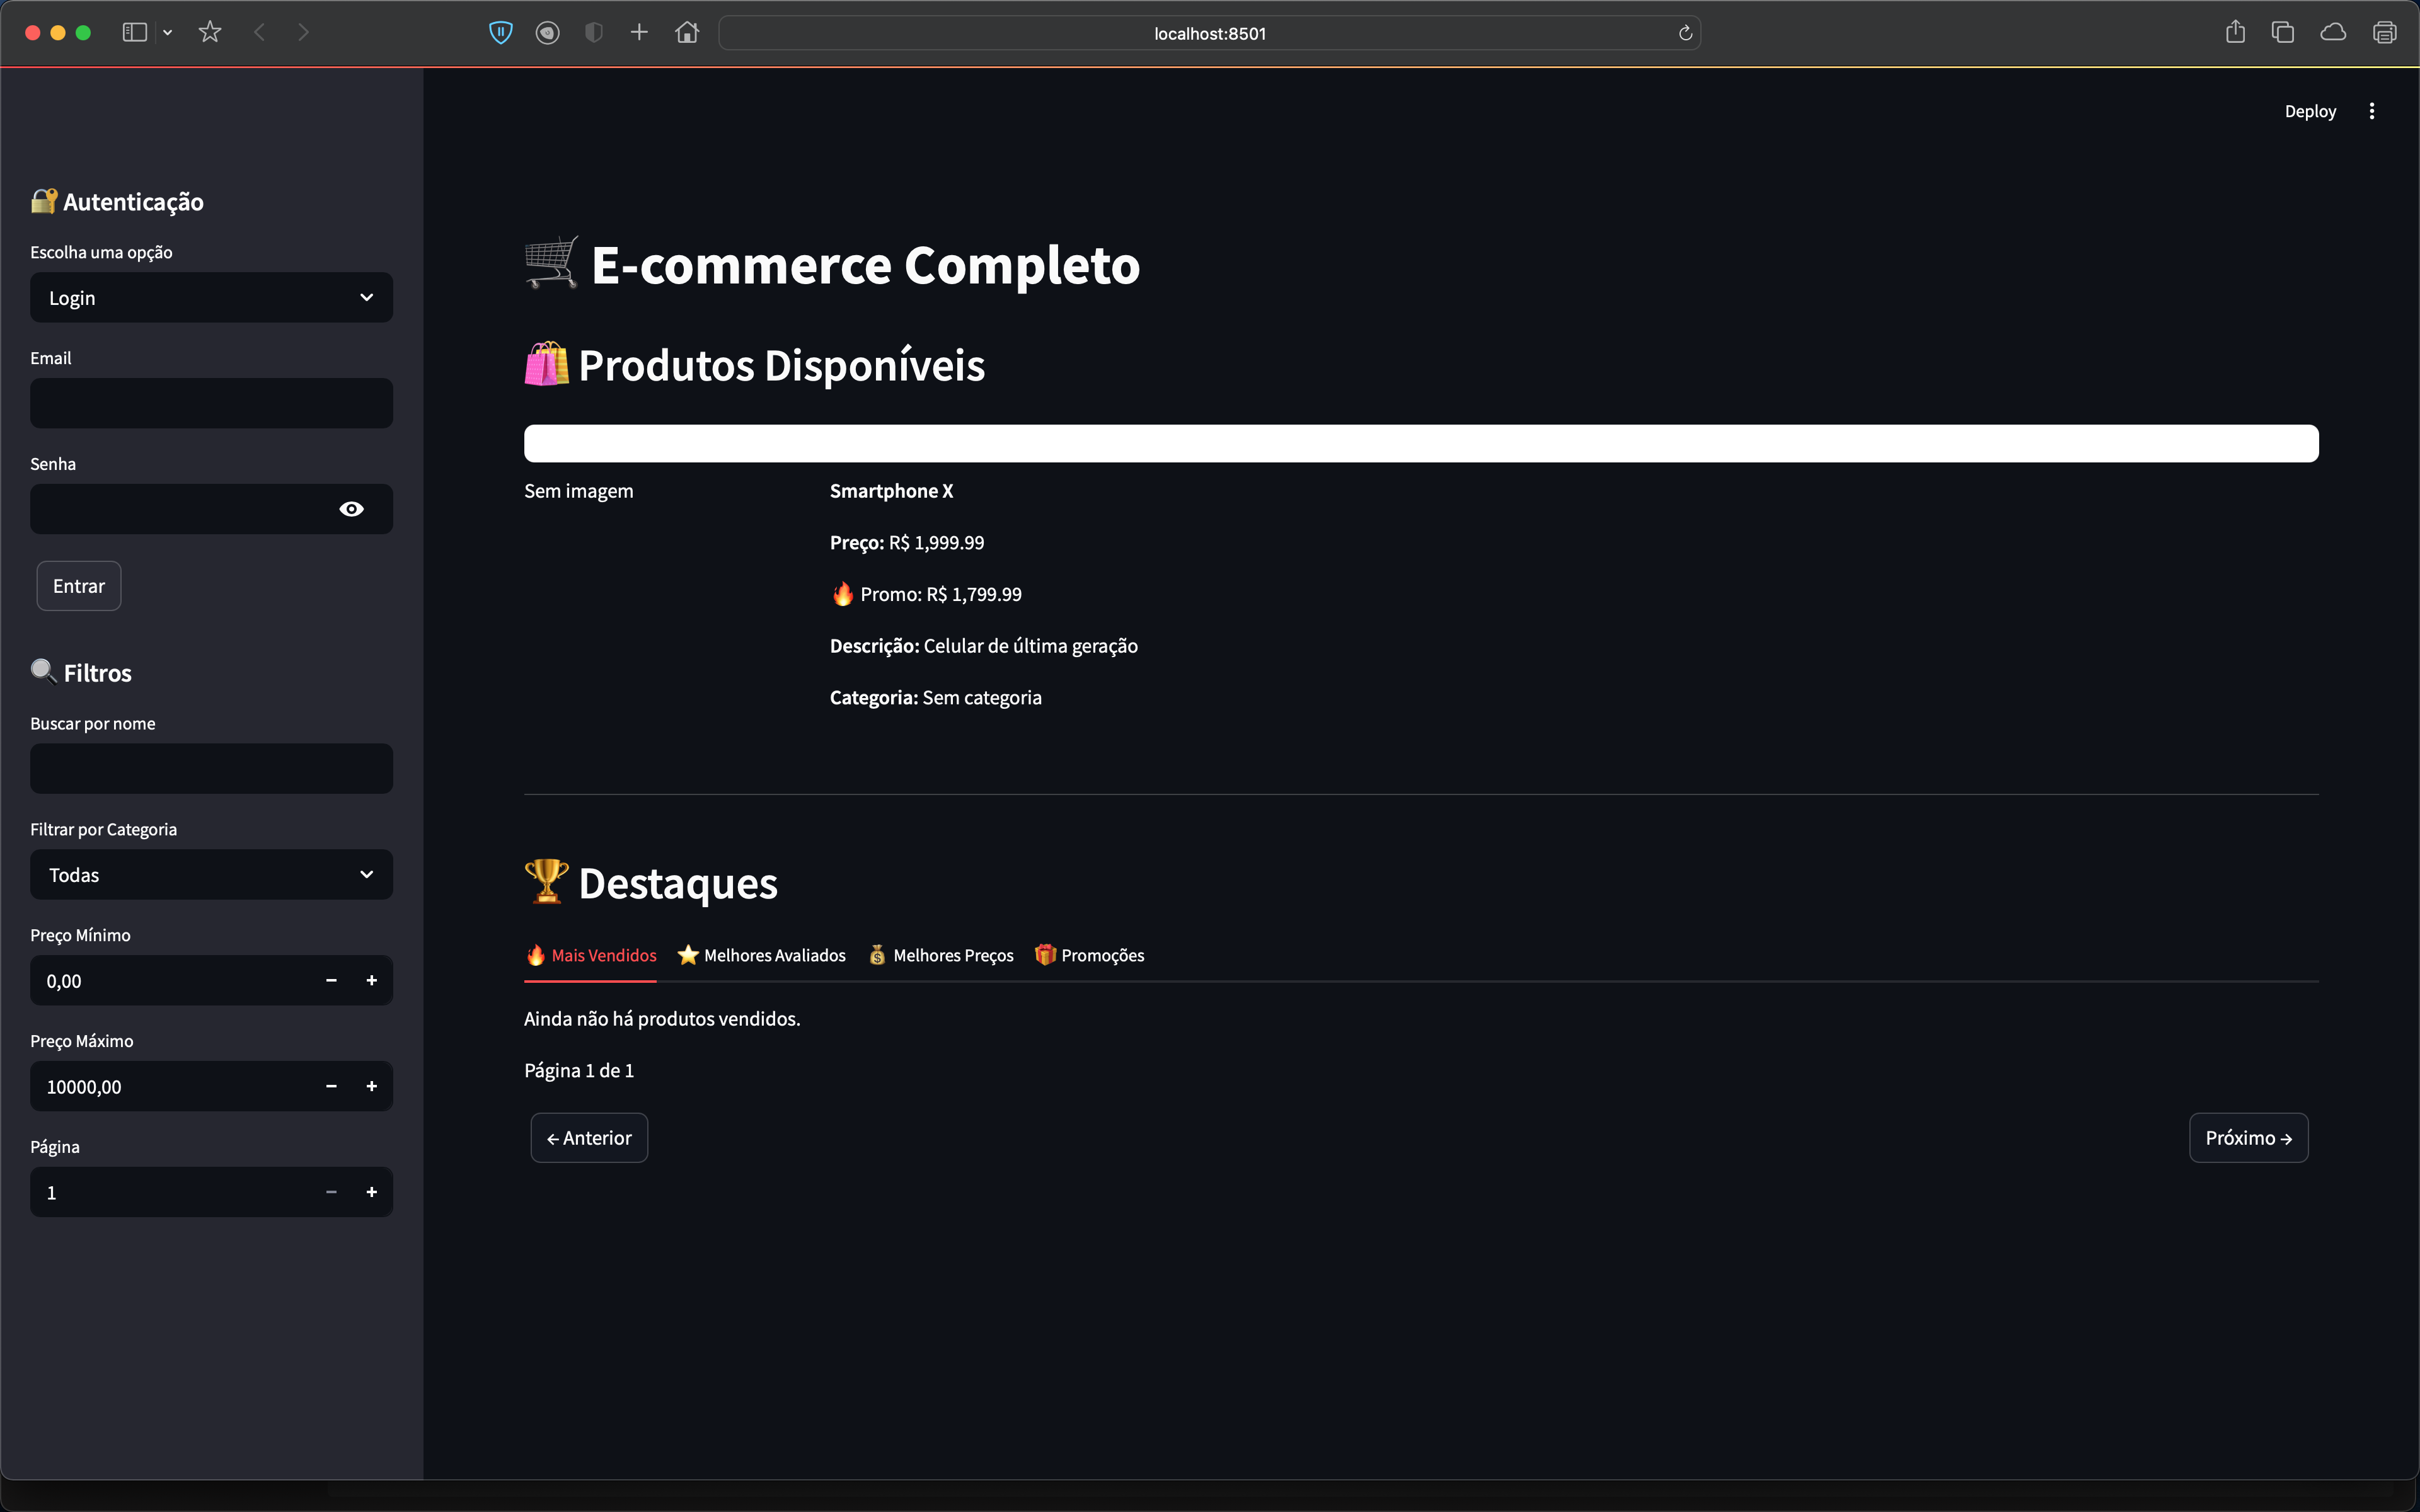 localhost:8501
Deploy
Autenticação
Escolha uma opção
Login
Email
Senha
Entrar
Filtros
Buscar por nome
Filtrar por Categoria
Todas
Preço Mínimo
0,00
Preço Máximo
10000,00
Página
1
E-commerce Completo
Produtos Disponíveis
Sem imagem
Smartphone X
Preço: R$ 1,999.99
🔥 Promo: R$ 1,799.99
Descrição: Celular de última geração
Categoria: Sem categoria
Destaques
🔥 Mais Vendidos ⭐ Melhores Avaliados 💰 Melhores Preços 🎁 Promoções
Ainda não há produtos vendidos.
Página 1 de 1
← Anterior
Próximo →